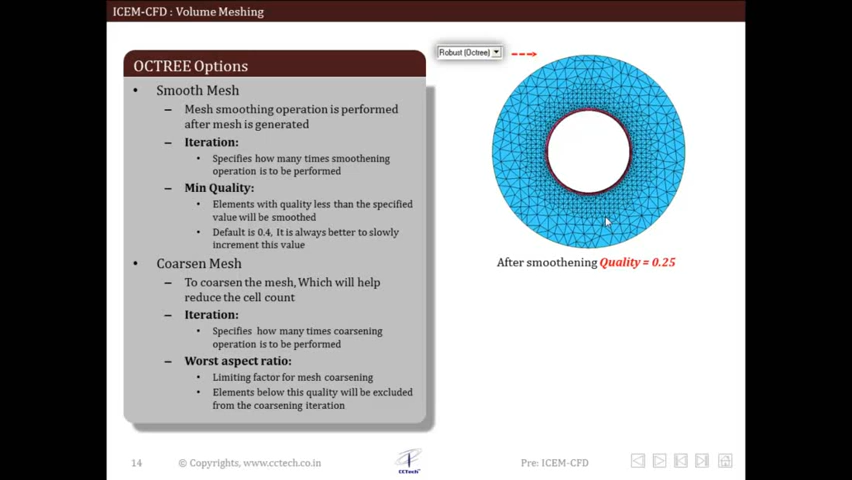 ICEM-CFD : Volume Meshing
OCTREE Options
• Smooth Mesh
– Mesh smoothing operation is performed
after mesh is generated
– Iteration:
• Specifies how many times smoothening
operation is to be performed
– Min Quality:
• Elements with quality less than the specified
value will be smoothed
• Default is 0.4, It is always better to slowly
increment this value
• Coarsen Mesh
– To coarsen the mesh, Which will help
reduce the cell count
– Iteration:
• Specifies how many times coarsening
operation is to be performed
– Worst aspect ratio:
• Limiting factor for mesh coarsening
• Elements below this quality will be excluded
from the coarsening iteration
Robust (Octree)
After smoothening Quality = 0.25
14
© Copyrights, www.cctech.co.in
CCTech
Pre: ICEM-CFD